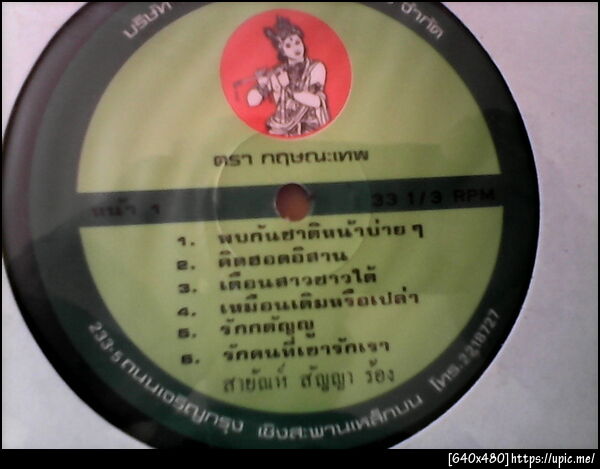 บริษัท จำกัด
ตรา กฤษณะเทพ
หน้า 1 33 1/3 RPM
1. พบกันชาติหน้าบ่ายๆ
2. คิดฮอดอีสาน
3. เตือนสาวชาวใต้
4. เหมือนเดิมหรือเปล่า
5. รักกตัญญู
6. รักคนที่เขารักเรา
สายัณห์ สัญญา ร้อง
233-5 ถนนเจริญกรุง เชิงสะพานเหล็กบน โทร.2218727
[640x480]https://upic.me/